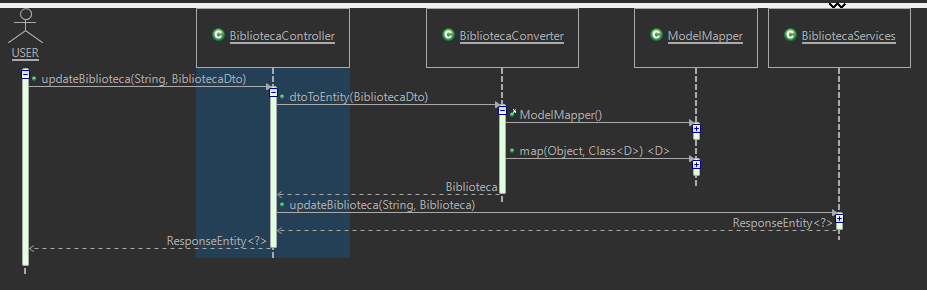 USER
C BibliotecaController
C BibliotecaConverter
C ModelMapper
C BibliotecaServices
updateBiblioteca(String, BibliotecaDto)
dtoToEntity(BibliotecaDto)
ModelMapper()
map(Object, Class<D>) <D>
Biblioteca
updateBiblioteca(String, Biblioteca)
ResponseEntity<?>
ResponseEntity<?>